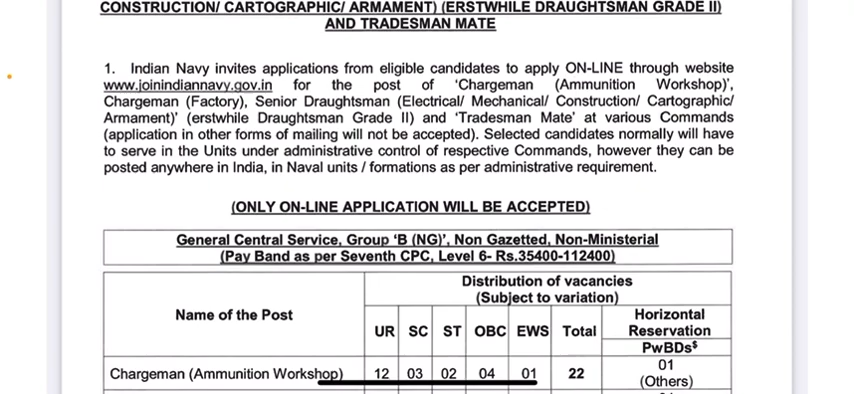 CONSTRUCTION/ CARTOGRAPHIC/ ARMAMENT) (ERSTWHILE DRAUGHTSMAN GRADE II)
AND TRADESMAN MATE
1. Indian Navy invites applications from eligible candidates to apply ON-LINE through website
www.joinindiannavy.gov.in for the post of ‘Chargeman (Ammunition Workshop)’,
Chargeman (Factory), Senior Draughtsman (Electrical/ Mechanical/ Construction/ Cartographic/
Armament)’ (erstwhile Draughtsman Grade II) and ‘Tradesman Mate’ at various Commands
(application in other forms of mailing will not be accepted). Selected candidates normally will have
to serve in the Units under administrative control of respective Commands, however they can be
posted anywhere in India, in Naval units / formations as per administrative requirement.
(ONLY ON-LINE APPLICATION WILL BE ACCEPTED)
General Central Service, Group ‘B (NG)’, Non Gazetted, Non-Ministerial
(Pay Band as per Seventh CPC, Level 6- Rs.35400-112400)
Name of the Post
Distribution of vacancies
(Subject to variation)
UR SC ST OBC EWS Total
Horizontal
Reservation
PwBDs$
Chargeman (Ammunition Workshop) 12 03 02 04 01 22
01
(Others)